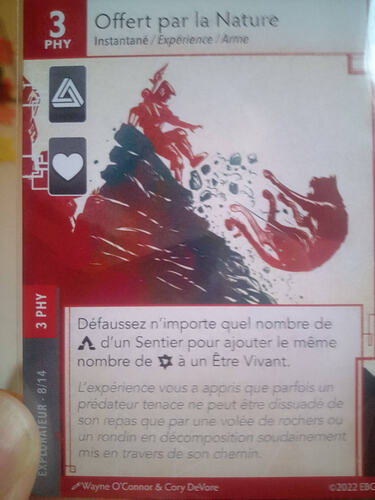 3
PHY
Offert par la Nature
Instantané / Expérience / Arme
3 PHY
EXPLORATEUR · 8/14
Défaussez n'importe quel nombre de
d'un Sentier pour ajouter le même
nombre de à un Être Vivant.
L'expérience vous a appris que parfois un
prédateur tenace ne peut être dissuadé de
son repas que par une volée de rochers ou
un rondin en décomposition soudainement
mis en travers de son chemin.
Wayne O'Connor & Cory DeVore
©2022 EBC